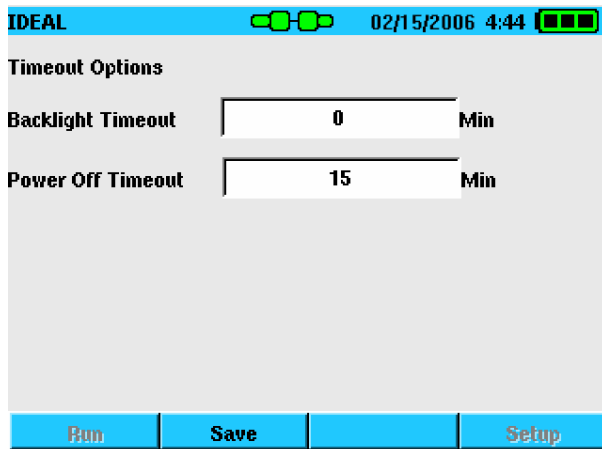 IDEAL 02/15/2006 4:44
Timeout Options
Backlight Timeout 0 Min
Power Off Timeout 15 Min
Run Save Setup